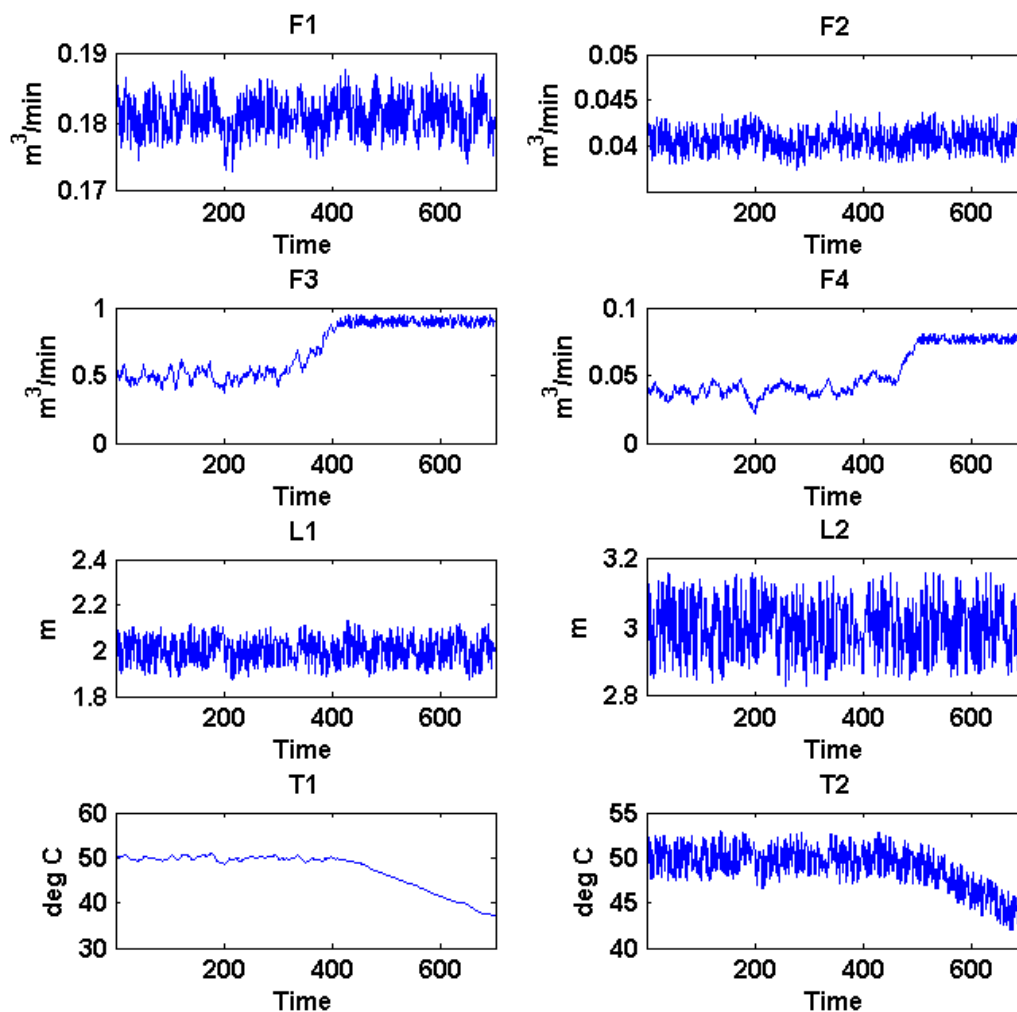 F1
0.19
0.18
0.17
m³/min
200 400 600
Time
F2
0.05
0.045
0.04
m³/min
200 400 600
Time
F3
1
0.5
0
m³/min
200 400 600
Time
F4
0.1
0.05
0
m³/min
200 400 600
Time
L1
2.4
2.2
2
1.8
m
200 400 600
Time
L2
3.2
3
2.8
m
200 400 600
Time
T1
60
50
40
30
deg C
200 400 600
Time
T2
55
50
45
40
deg C
200 400 600
Time